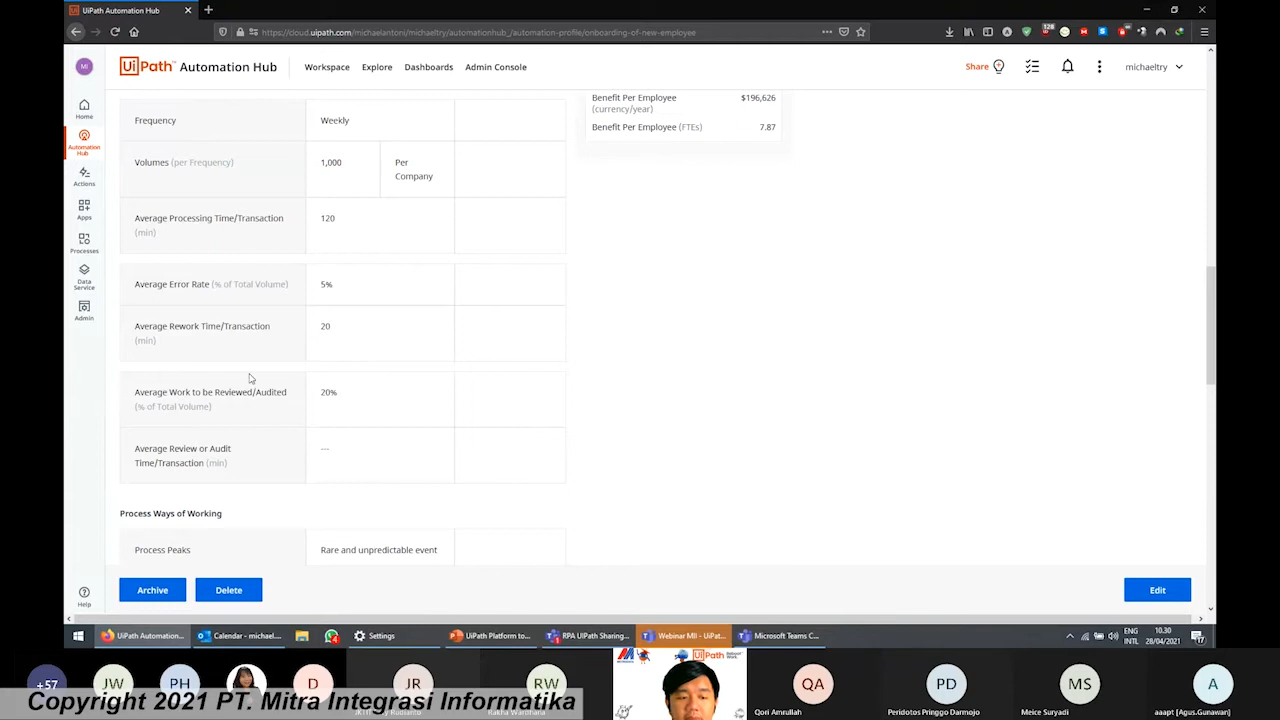 UiPath Automation Hub
https://cloud.uipath.com/michaelantoni/michaeltry/automationhub_/automation-profile/onboarding-of-new-employee
128
MI
UiPath Automation Hub
Workspace
Explore
Dashboards
Admin Console
Share
michaeltry
Home
Automation
Hub
Actions
Apps
Processes
Data
Service
Admin
Help
Benefit Per Employee
(currency/year)
$196,626
Benefit Per Employee (FTEs)
7.87
Frequency
Weekly
Volumes (per Frequency)
1,000
Per
Company
Average Processing Time/Transaction
(min)
120
Average Error Rate (% of Total Volume)
5%
Average Rework Time/Transaction
(min)
20
Average Work to be Reviewed/Audited
(% of Total Volume)
20%
Average Review or Audit
Time/Transaction (min)
---
Process Ways of Working
Process Peaks
Rare and unpredictable event
Archive
Delete
Edit
UiPath Automation...
Calendar - michael....
Settings
UiPath Platform to...
RPA UIPath Sharing...
Webinar MII - UiPat...
Microsoft Teams C...
ENG
INTL
10.30
28/04/2021
17
+57
JW
PH
D
JR
RW
QA
PD
MS
A
Copyright 2021 PT. Mitra Integrasi Informatika
Qori Amrullah
Peridotos Pringgo Darmojo
Meice Suryadi
aaapt [Agus.Gunawan]